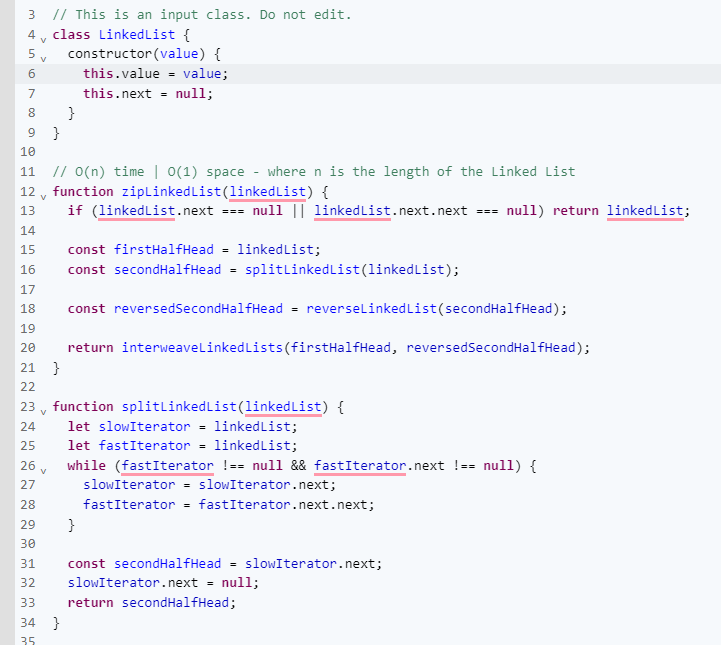 3 // This is an input class. Do not edit.
4 class LinkedList {
5 constructor(value) {
6 this.value = value;
7 this.next = null;
8 }
9 }
10
11 // O(n) time | O(1) space - where n is the length of the Linked List
12 function zipLinkedList(linkedList) {
13 if (linkedList.next === null || linkedList.next.next === null) return linkedList;
14
15 const firstHalfHead = linkedList;
16 const secondHalfHead = splitLinkedList(linkedList);
17
18 const reversedSecondHalfHead = reverseLinkedList(secondHalfHead);
19
20 return interweaveLinkedLists(firstHalfHead, reversedSecondHalfHead);
21 }
22
23 function splitLinkedList(linkedList) {
24 let slowIterator = linkedList;
25 let fastIterator = linkedList;
26 while (fastIterator !== null && fastIterator.next !== null) {
27 slowIterator = slowIterator.next;
28 fastIterator = fastIterator.next.next;
29 }
30
31 const secondHalfHead = slowIterator.next;
32 slowIterator.next = null;
33 return secondHalfHead;
34 }
35